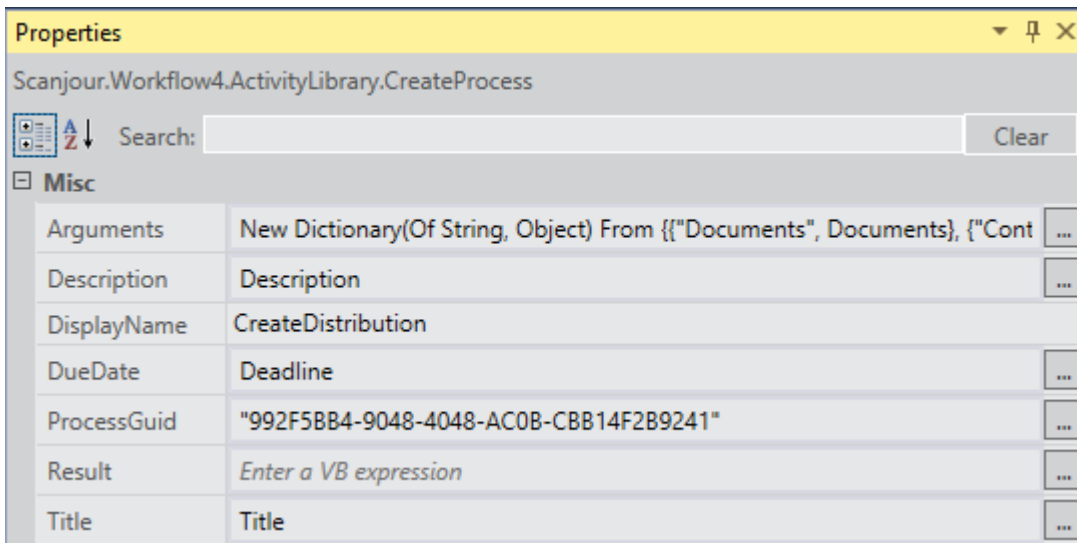 Properties
Scanjour.Workflow4.ActivityLibrary.CreateProcess
Search: Clear
Misc
Arguments New Dictionary(Of String, Object) From {{"Documents", Documents}, {"Cont ...
Description Description ...
DisplayName CreateDistribution
DueDate Deadline ...
ProcessGuid "992F5BB4-9048-4048-AC0B-CBB14F2B9241" ...
Result Enter a VB expression ...
Title Title ...